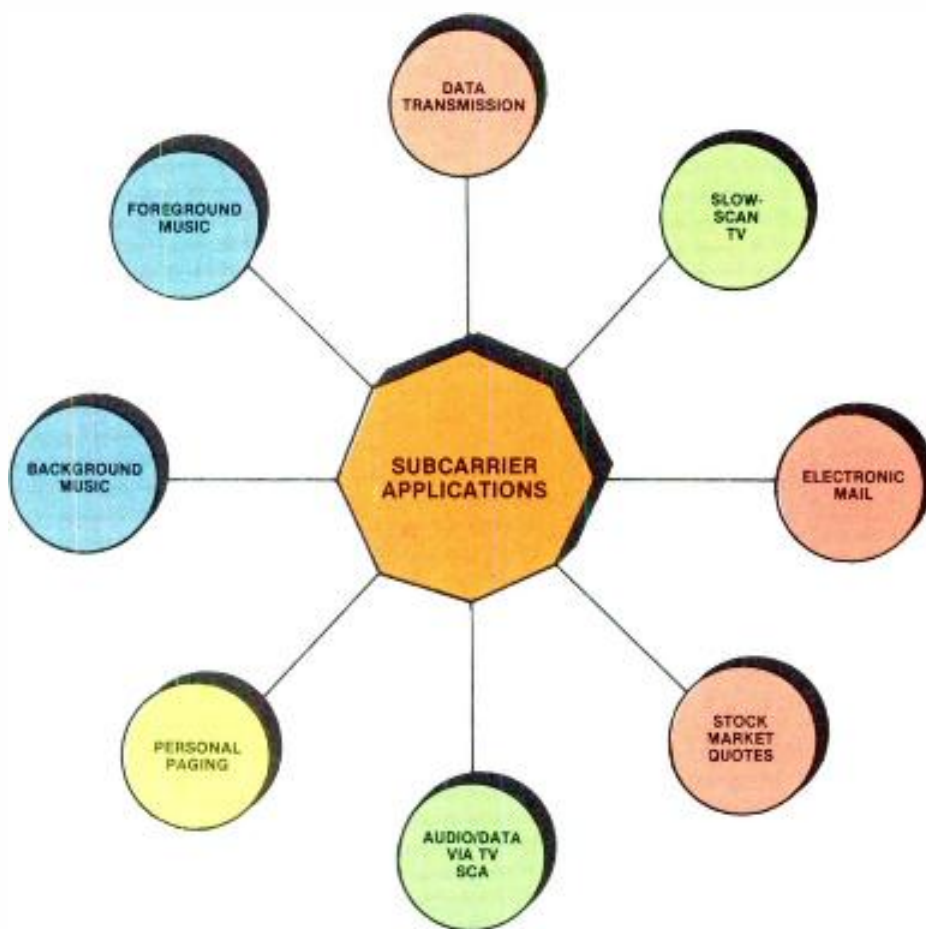 DATA
TRANSMISSION
SLOW-
SCAN
TV
ELECTRONIC
MAIL
STOCK
MARKET
QUOTES
AUDIO/DATA
VIA TV
SCA
PERSONAL
PAGING
BACKGROUND
MUSIC
FOREGROUND
MUSIC
SUBCARRIER
APPLICATIONS